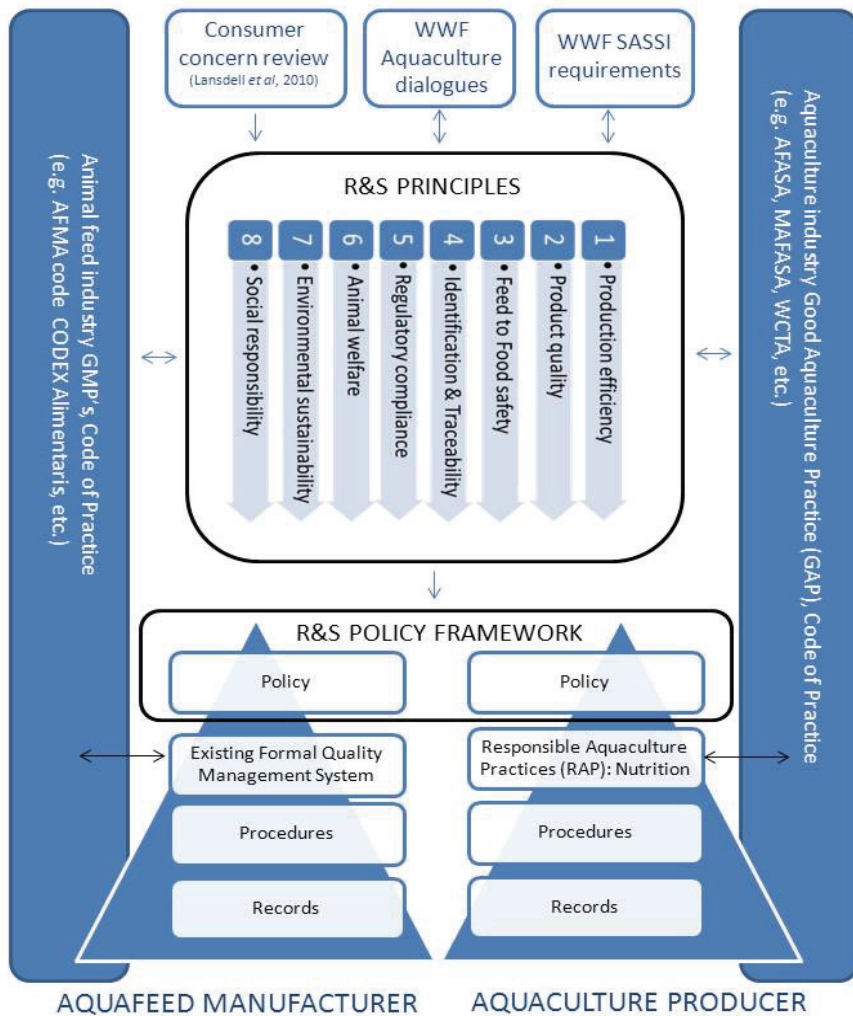 Consumer
concern review
(Lansdell et al, 2010)
WWF
Aquaculture
dialogues
WWF SASSI
requirements
Animal feed industry GMP's, Code of Practice
(e.g. AFMA code CODEX Alimentaris, etc.)
Aquaculture industry Good Aquaculture Practice (GAP), Code of Practice
(e.g. AFASA, MAFASA, WCTA, etc.)
R&S PRINCIPLES
1 • Production efficiency
2 • Product quality
3 • Feed to Food safety
4 • Identification & Traceability
5 • Regulatory compliance
6 • Animal welfare
7 • Environmental sustainability
8 • Social responsibility
R&S POLICY FRAMEWORK
Policy
Existing Formal Quality
Management System
Procedures
Records
Policy
Responsible Aquaculture
Practices (RAP): Nutrition
Procedures
Records
AQUAFEED MANUFACTURER
AQUACULTURE PRODUCER